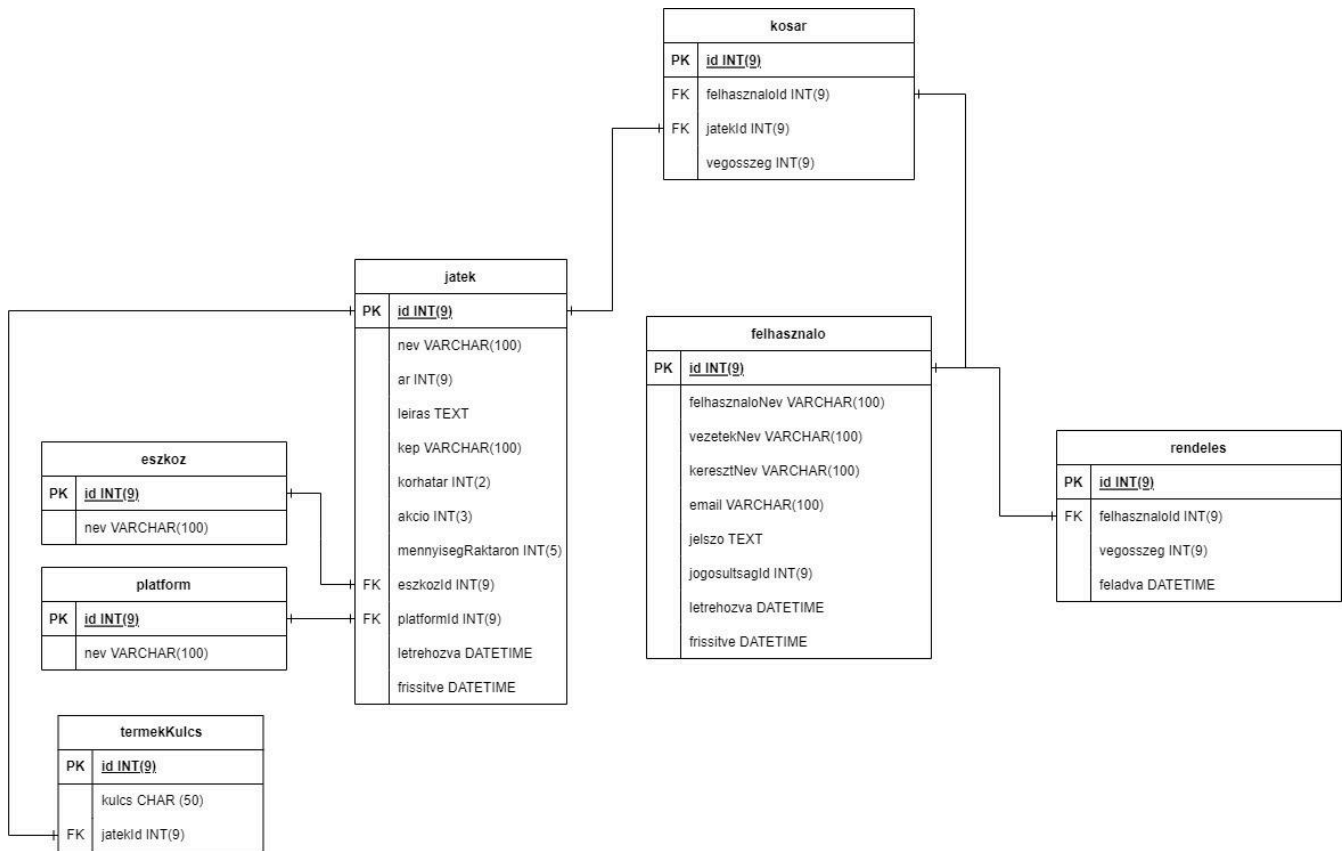 kosar
PK id INT(9)
FK felhasznaloId INT(9)
FK jatekId INT(9)
vegosszeg INT(9)
jatek
PK id INT(9)
nev VARCHAR(100)
ar INT(9)
leiras TEXT
kep VARCHAR(100)
korhatar INT(2)
akcio INT(3)
mennyisegRaktaron INT(5)
FK eszkozId INT(9)
FK platformId INT(9)
letrehozva DATETIME
frissitve DATETIME
felhasznalo
PK id INT(9)
felhasznaloNev VARCHAR(100)
vezetekNev VARCHAR(100)
keresztNev VARCHAR(100)
email VARCHAR(100)
jelszo TEXT
jogosultsagId INT(9)
letrehozva DATETIME
frissitve DATETIME
rendeles
PK id INT(9)
FK felhasznaloId INT(9)
vegosszeg INT(9)
feladva DATETIME
eszkoz
PK id INT(9)
nev VARCHAR(100)
platform
PK id INT(9)
nev VARCHAR(100)
termekKulcs
PK id INT(9)
kulcs CHAR (50)
FK jatekId INT(9)